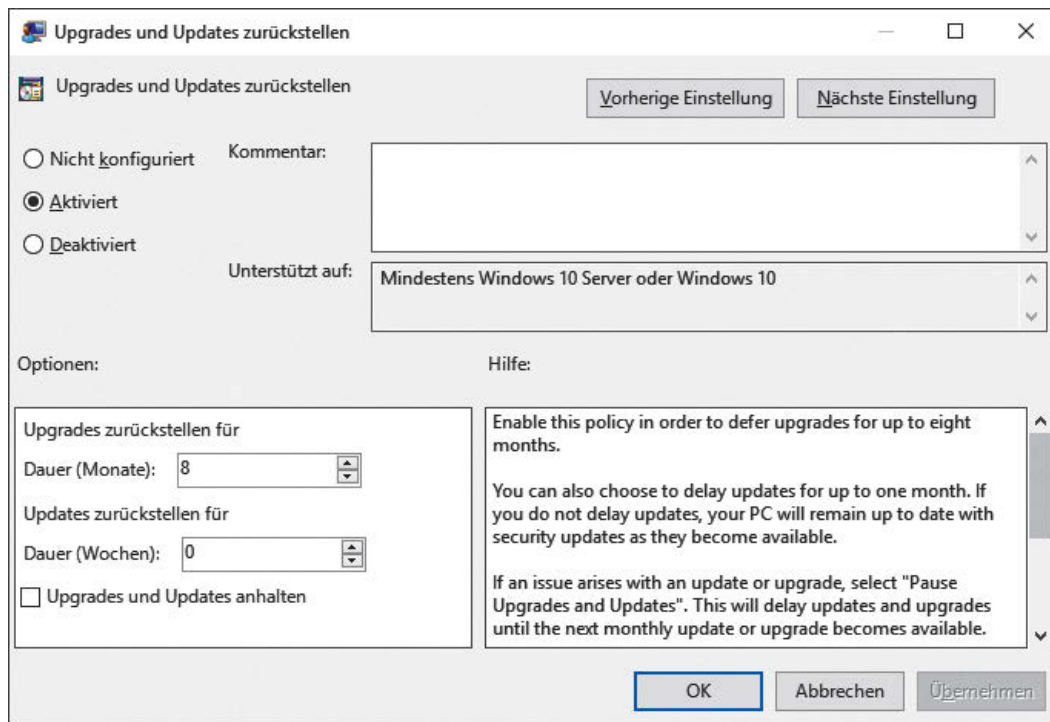 Upgrades und Updates zurückstellen
Upgrades und Updates zurückstellen
Vorherige Einstellung
Nächste Einstellung
Nicht konfiguriert
Kommentar:
Aktiviert
Deaktiviert
Unterstützt auf:
Mindestens Windows 10 Server oder Windows 10
Optionen:
Hilfe:
Upgrades zurückstellen für
Dauer (Monate): 8
Updates zurückstellen für
Dauer (Wochen): 0
Upgrades und Updates anhalten
Enable this policy in order to defer upgrades for up to eight
months.
You can also choose to delay updates for up to one month. If
you do not delay updates, your PC will remain up to date with
security updates as they become available.
If an issue arises with an update or upgrade, select "Pause
Upgrades and Updates". This will delay updates and upgrades
until the next monthly update or upgrade becomes available.
OK
Abbrechen
Übernehmen